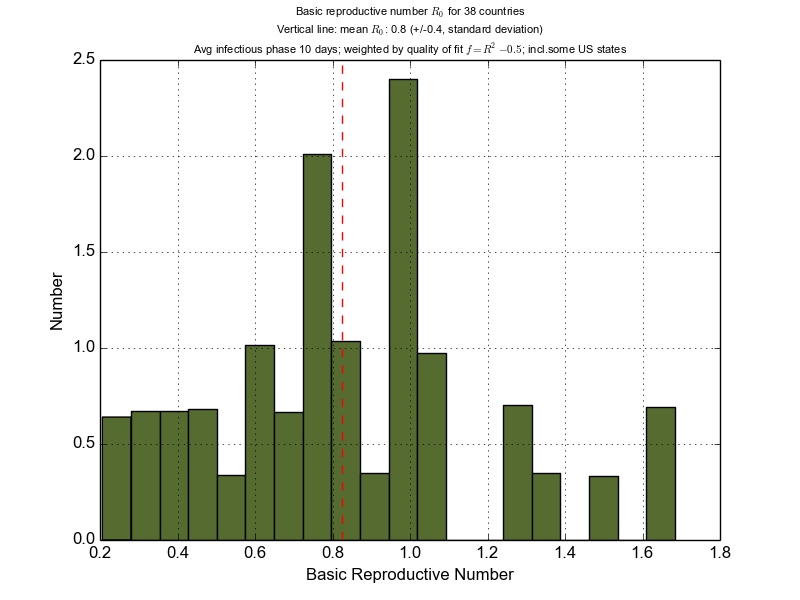 Basic reproductive number R₀ for 38 countries
Vertical line: mean R₀: 0.8 (+/-0.4, standard deviation)
Avg infectious phase 10 days; weighted by quality of fit f=R² −0.5; incl.some US states
2.5
2.0
1.5
1.0
0.5
0.0
Number
0.2 0.4 0.6 0.8 1.0 1.2 1.4 1.6 1.8
Basic Reproductive Number